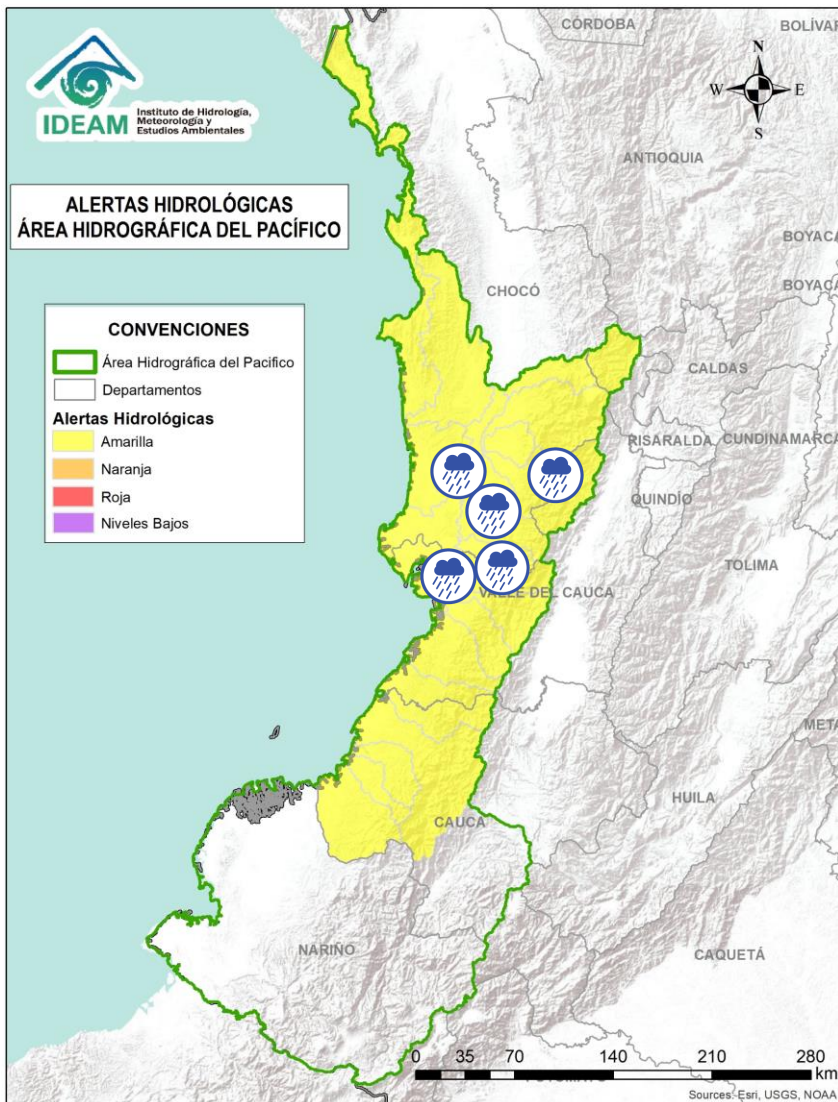 CÓRDOBA
BOLÍVAR
IDEAM
Instituto de Hidrología,
Meteorología y
Estudios Ambientales
N
W
E
S
ANTIOQUIA
ALERTAS HIDROLÓGICAS
ÁREA HIDROGRÁFICA DEL PACÍFICO
BOYACÁ
BOYACÁ
CHOCÓ
CONVENCIONES
Área Hidrográfica del Pacifico
Departamentos
Alertas Hidrológicas
Amarilla
Naranja
Roja
Niveles Bajos
CALDAS
RISARALDA
CUNDINAMARCA
QUINDÍO
TOLIMA
VALLE DEL CAUCA
META
HUILA
CAUCA
NARIÑO
CAQUETÁ
0 35 70 140 210 280
km
Sources: Esri, USGS, NOAA